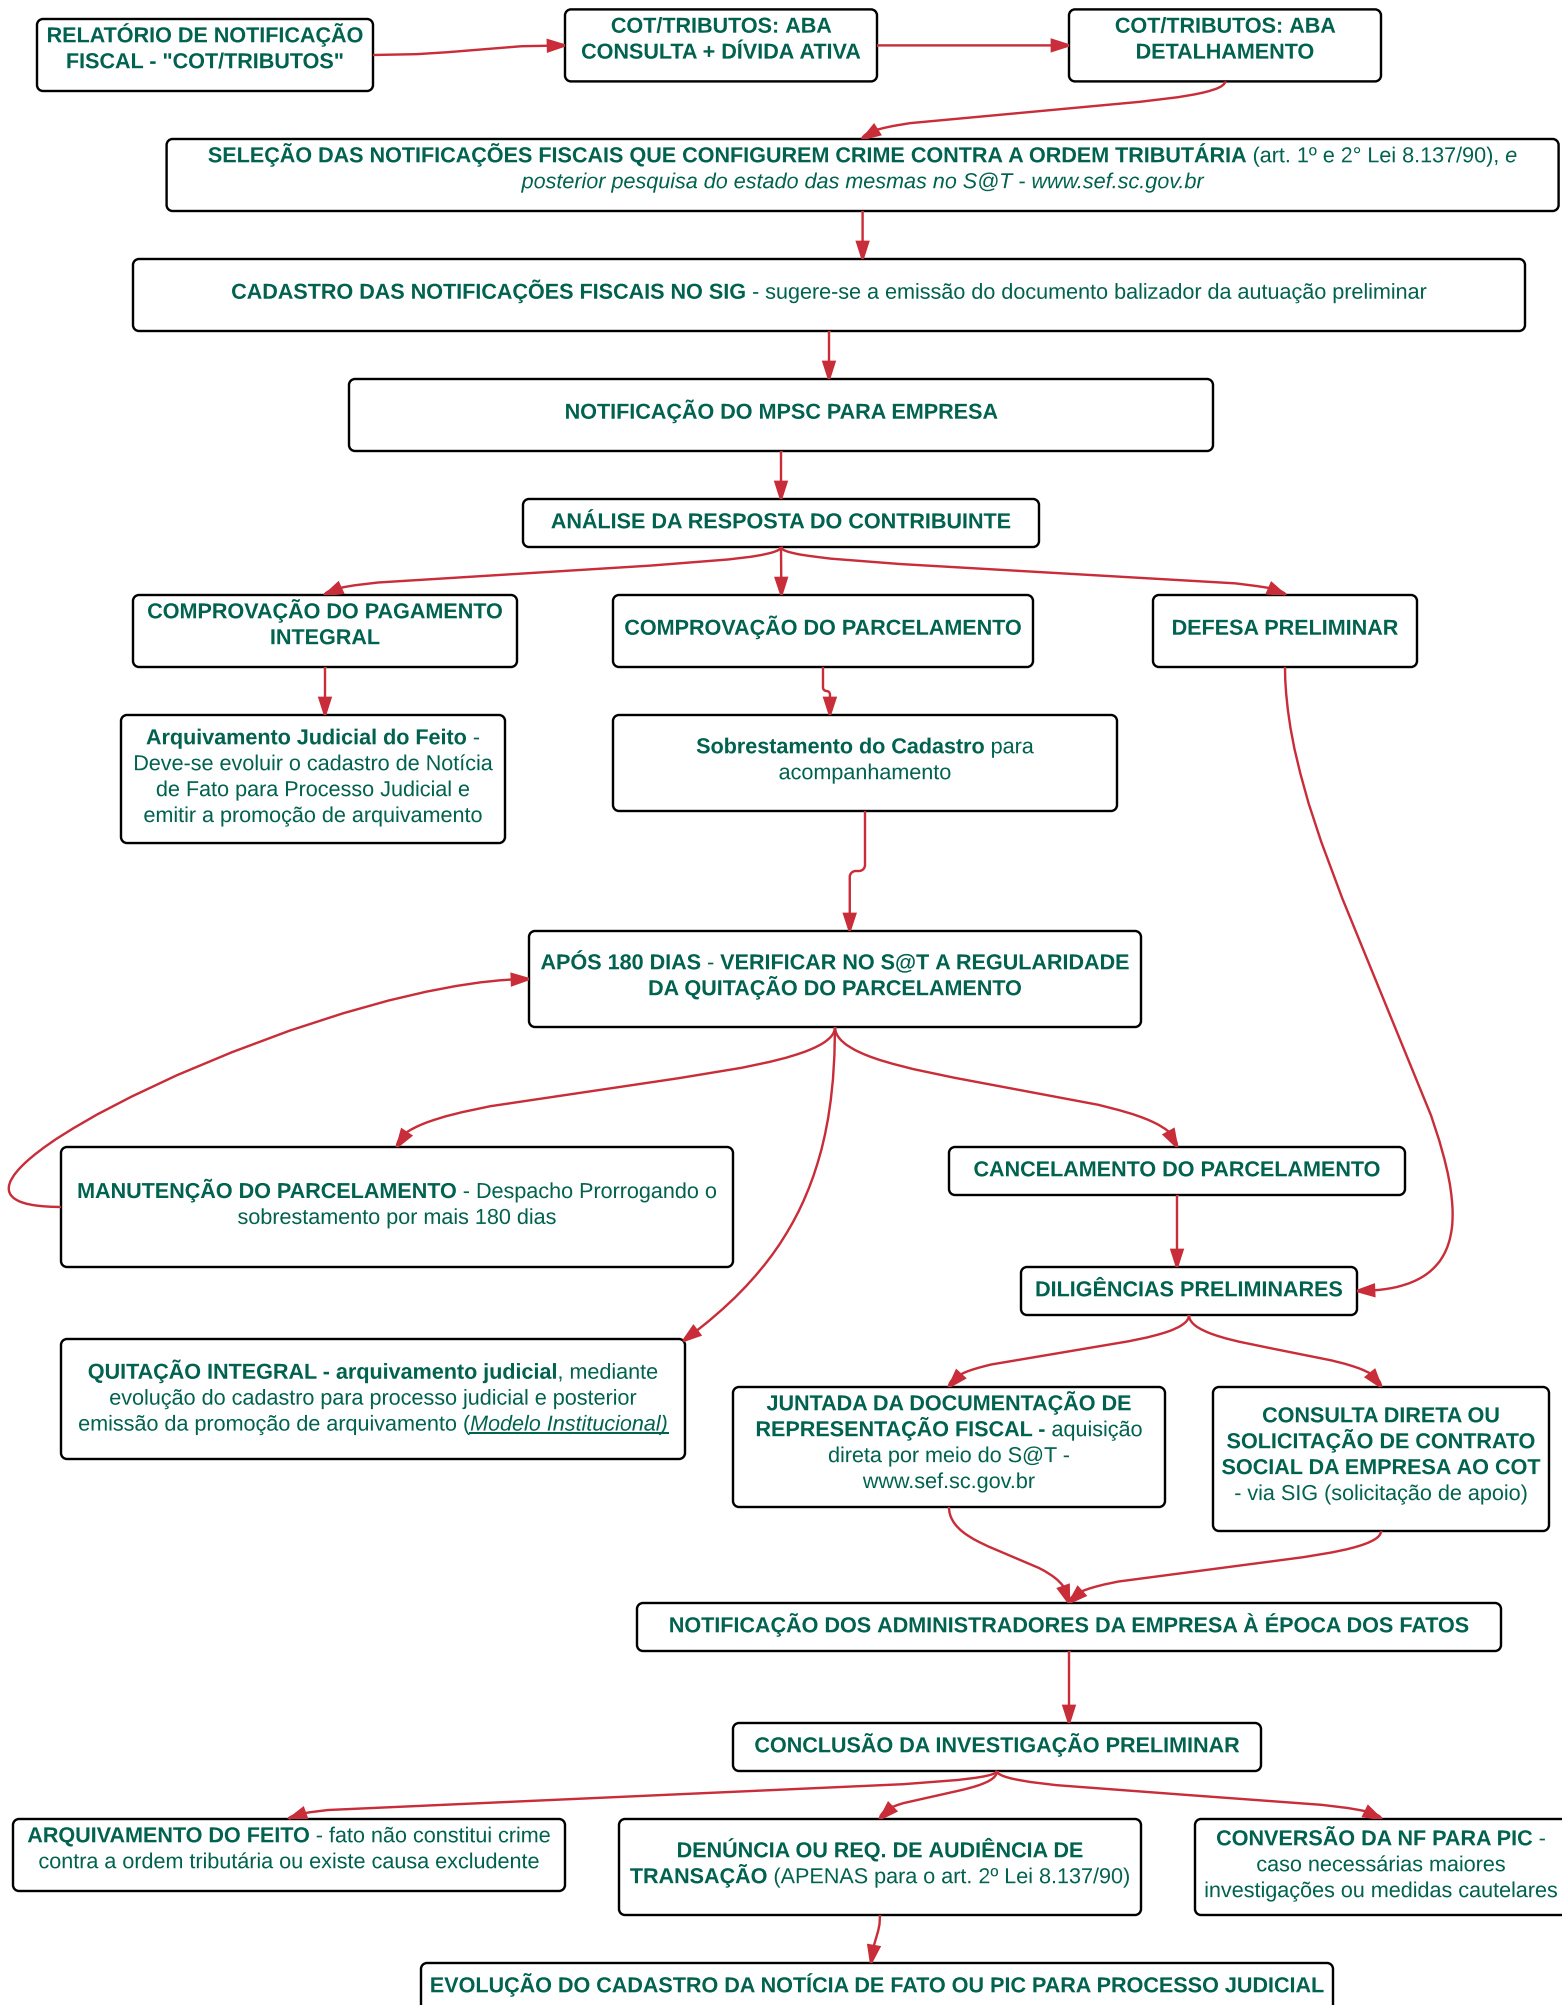 RELATÓRIO DE NOTIFICAÇÃO
FISCAL - "COT/TRIBUTOS"
COT/TRIBUTOS: ABA
CONSULTA + DÍVIDA ATIVA
COT/TRIBUTOS: ABA
DETALHAMENTO
SELEÇÃO DAS NOTIFICAÇÕES FISCAIS QUE CONFIGUREM CRIME CONTRA A ORDEM TRIBUTÁRIA (art. 1º e 2° Lei 8.137/90), e
posterior pesquisa do estado das mesmas no S@T - www.sef.sc.gov.br
CADASTRO DAS NOTIFICAÇÕES FISCAIS NO SIG - sugere-se a emissão do documento balizador da autuação preliminar
NOTIFICAÇÃO DO MPSC PARA EMPRESA
ANÁLISE DA RESPOSTA DO CONTRIBUINTE
COMPROVAÇÃO DO PAGAMENTO
INTEGRAL
COMPROVAÇÃO DO PARCELAMENTO
DEFESA PRELIMINAR
Arquivamento Judicial do Feito -
Deve-se evoluir o cadastro de Notícia
de Fato para Processo Judicial e
emitir a promoção de arquivamento
Sobrestamento do Cadastro para
acompanhamento
APÓS 180 DIAS - VERIFICAR NO S@T A REGULARIDADE
DA QUITAÇÃO DO PARCELAMENTO
MANUTENÇÃO DO PARCELAMENTO - Despacho Prorrogando o
sobrestamento por mais 180 dias
CANCELAMENTO DO PARCELAMENTO
DILIGÊNCIAS PRELIMINARES
QUITAÇÃO INTEGRAL - arquivamento judicial, mediante
evolução do cadastro para processo judicial e posterior
emissão da promoção de arquivamento (Modelo Institucional)
JUNTADA DA DOCUMENTAÇÃO DE
REPRESENTAÇÃO FISCAL - aquisição
direta por meio do S@T -
www.sef.sc.gov.br
CONSULTA DIRETA OU
SOLICITAÇÃO DE CONTRATO
SOCIAL DA EMPRESA AO COT
- via SIG (solicitação de apoio)
NOTIFICAÇÃO DOS ADMINISTRADORES DA EMPRESA À ÉPOCA DOS FATOS
CONCLUSÃO DA INVESTIGAÇÃO PRELIMINAR
ARQUIVAMENTO DO FEITO - fato não constitui crime
contra a ordem tributária ou existe causa excludente
DENÚNCIA OU REQ. DE AUDIÊNCIA DE
TRANSAÇÃO (APENAS para o art. 2º Lei 8.137/90)
CONVERSÃO DA NF PARA PIC -
caso necessárias maiores
investigações ou medidas cautelares
EVOLUÇÃO DO CADASTRO DA NOTÍCIA DE FATO OU PIC PARA PROCESSO JUDICIAL